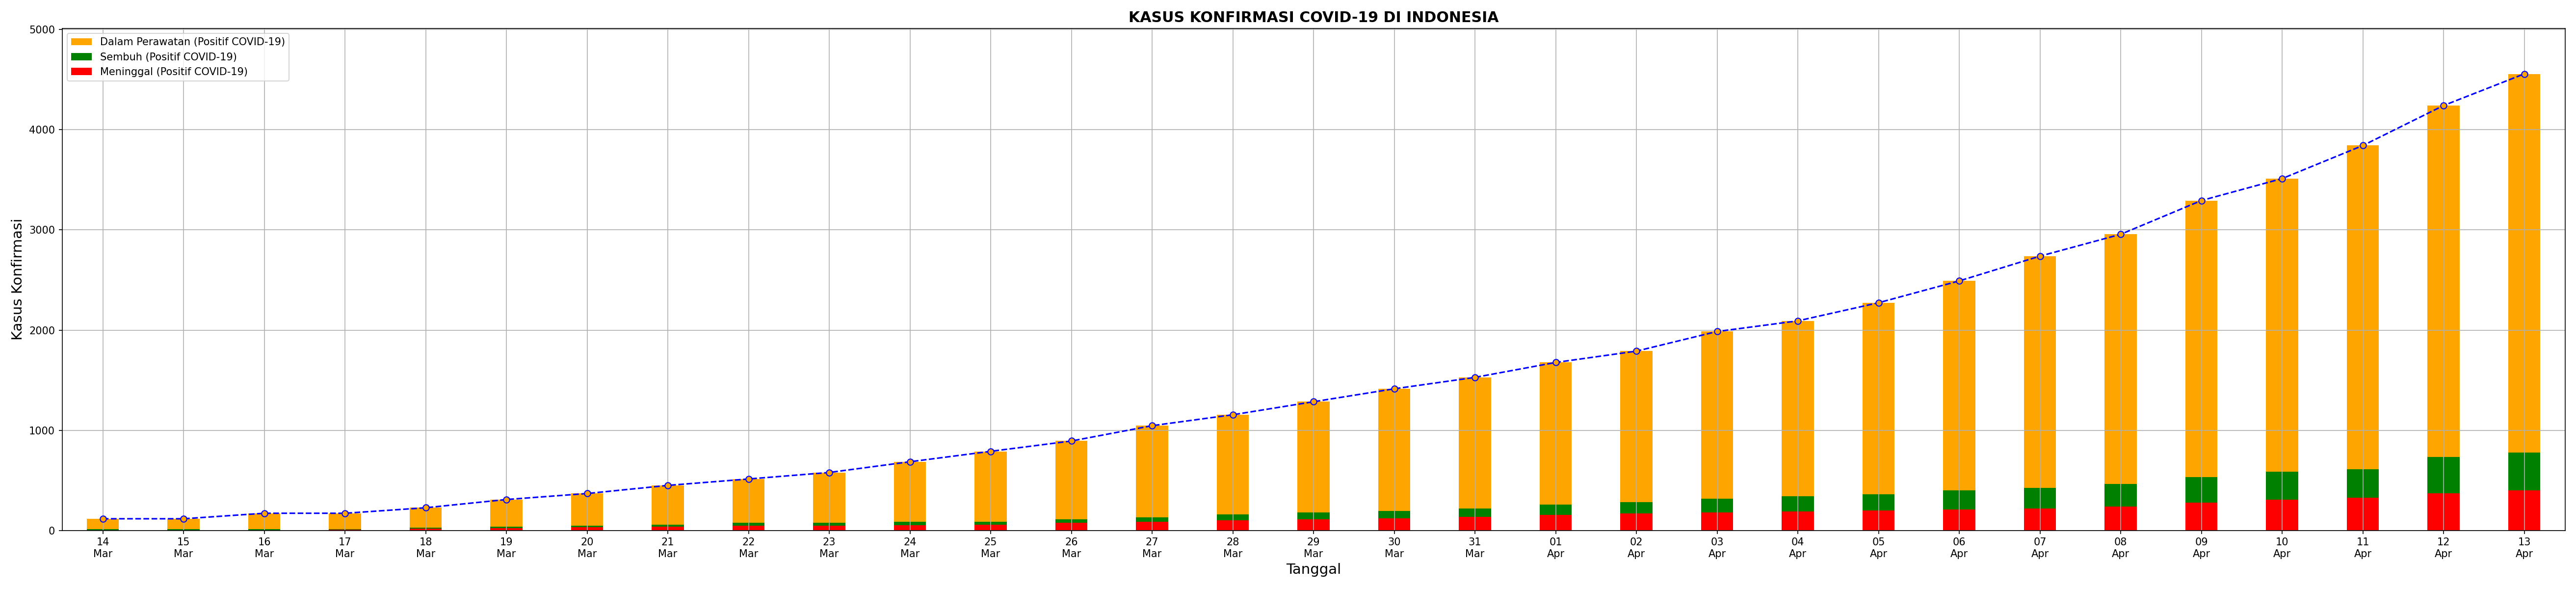 KASUS KONFIRMASI COVID-19 DI INDONESIA
5000
4000
3000
2000
1000
0
Kasus Konfirmasi
Dalam Perawatan (Positif COVID-19)
Sembuh (Positif COVID-19)
Meninggal (Positif COVID-19)
14 15 16 17 18 19 20 21 22 23 24 25 26 27 28 29 30 31 01 02 03 04 05 06 07 08 09 10 11 12 13
Mar Mar Mar Mar Mar Mar Mar Mar Mar Mar Mar Mar Mar Mar Mar Mar Mar Mar Apr Apr Apr Apr Apr Apr Apr Apr Apr Apr Apr Apr Apr
Tanggal